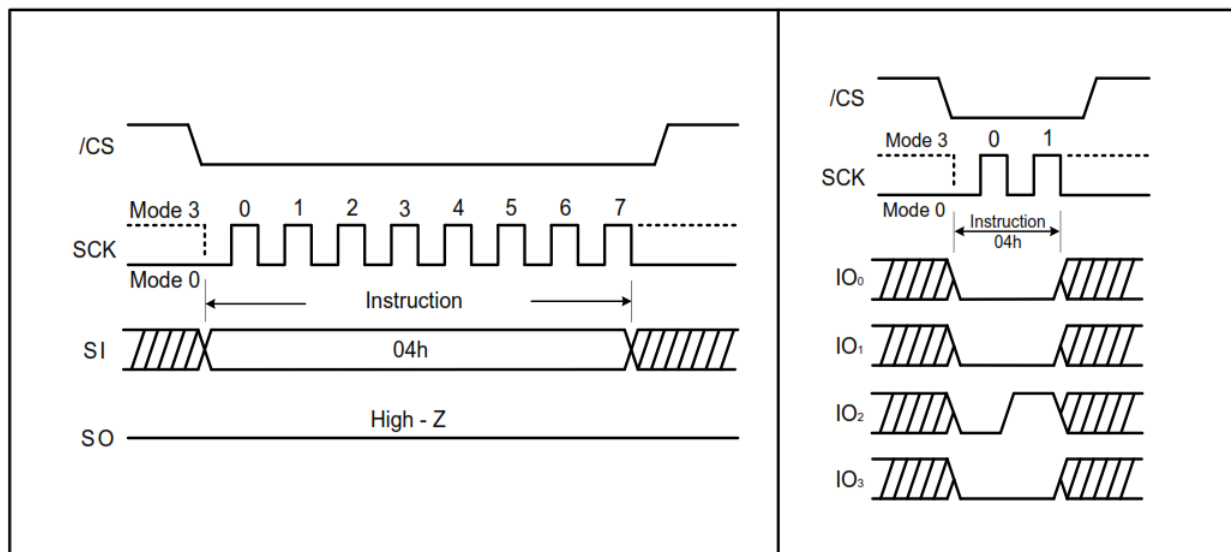 /CS
Mode 3 0 1 2 3 4 5 6 7
SCK
Mode 0
Instruction
SI 04h
High - Z
SO
/CS
Mode 3 0 1
SCK
Mode 0
Instruction
04h
IO₀
IO₁
IO₂
IO₃